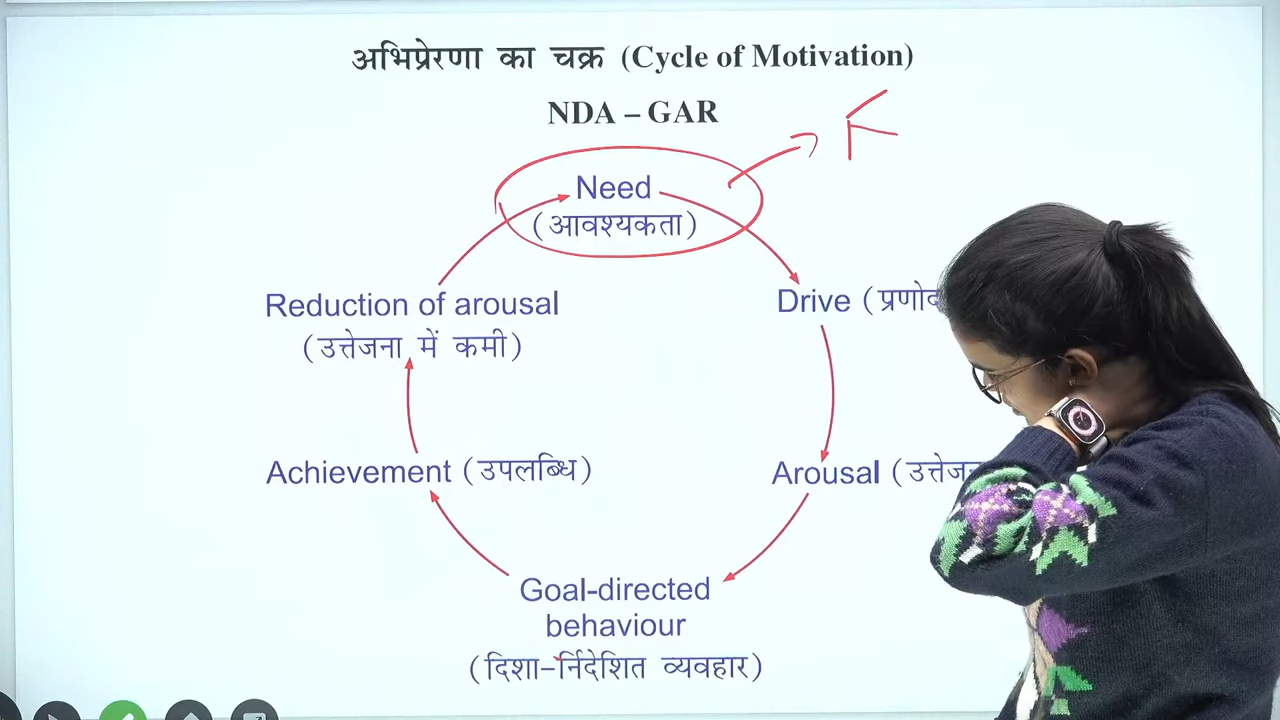 अभिप्रेरणा का चक्र (Cycle of Motivation)
NDA – GAR
Need
(आवश्यकता)
Drive
Arousal
Goal-directed
behaviour
(दिशा-र्निदेशित व्यवहार)
Achievement (उपलब्धि)
Reduction of arousal
(उत्तेजना में कमी)